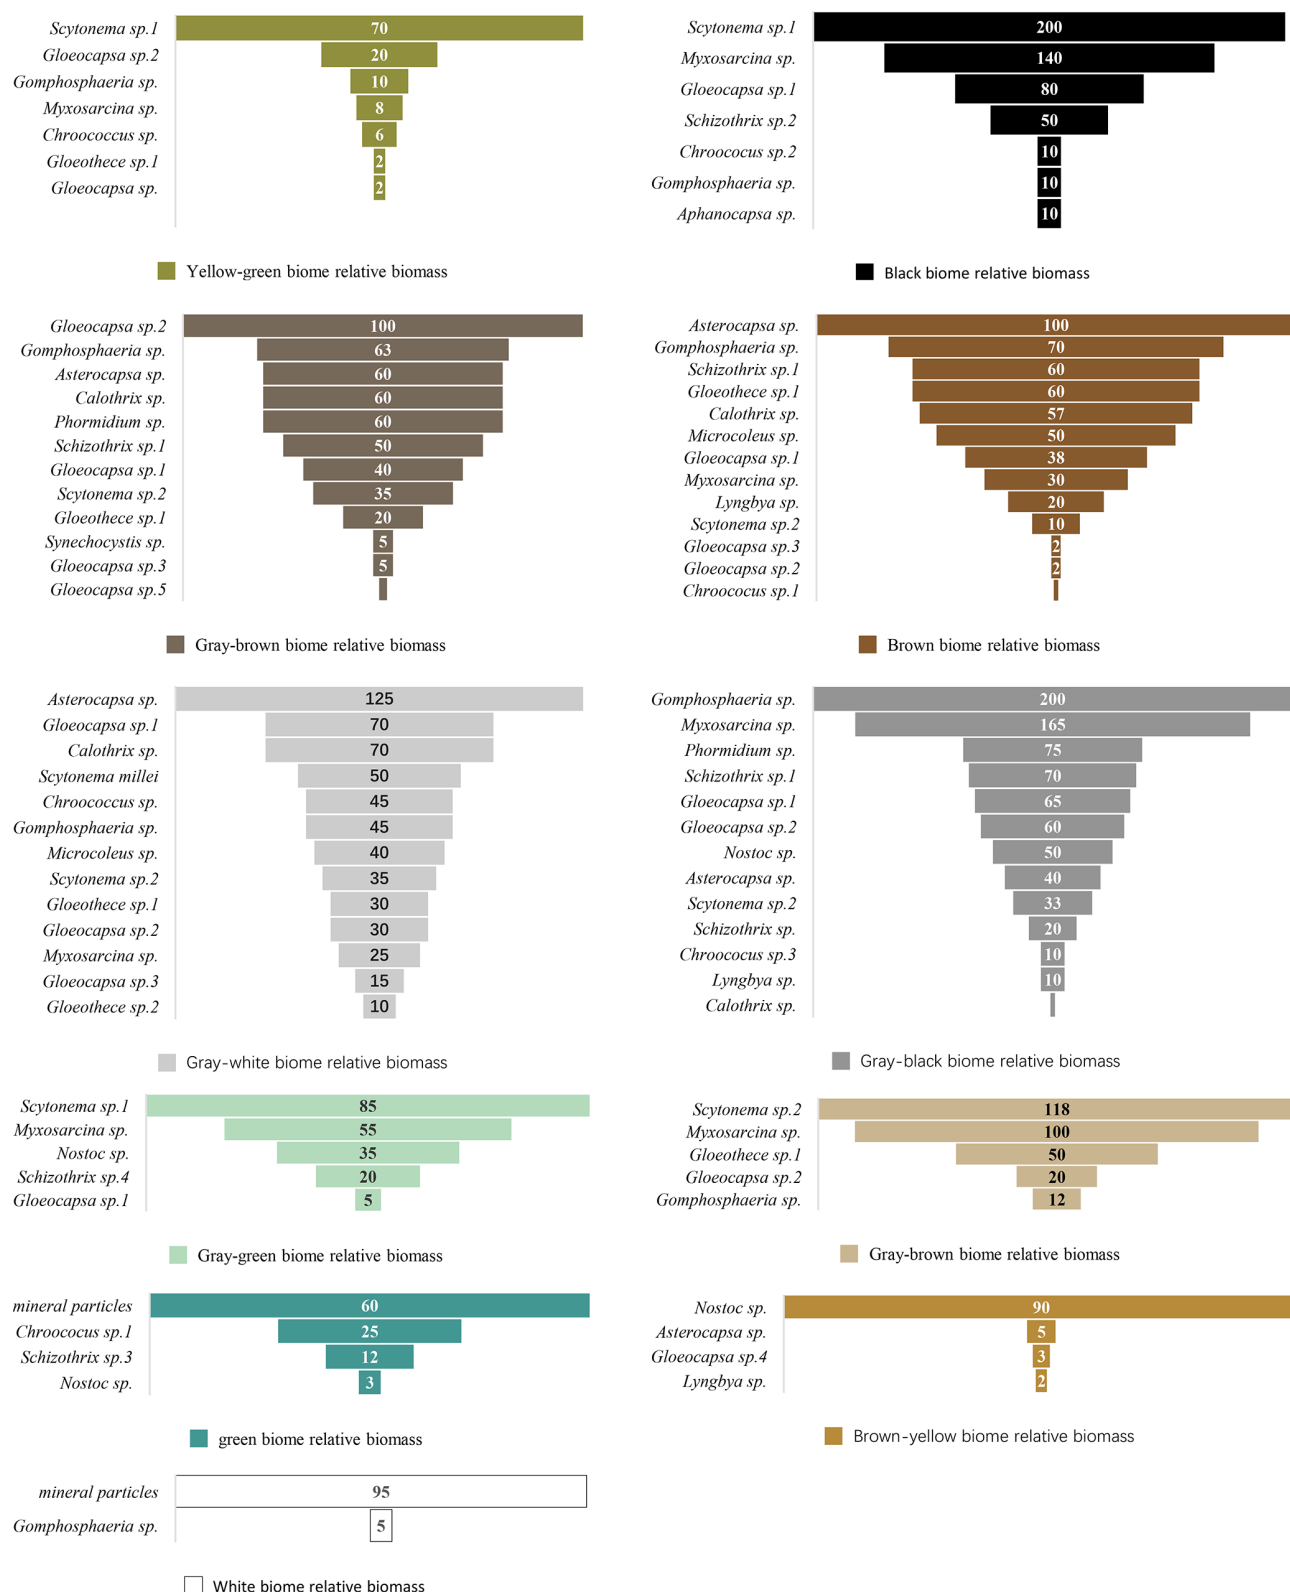 Scytonema sp.1 70
Gloeocapsa sp.2 20
Gomphosphaeria sp. 10
Myxosarcina sp. 8
Chroococcus sp. 6
Gloeothece sp.1 2
Gloeocapsa sp. 2
Yellow-green biome relative biomass
Scytonema sp.1 200
Myxosarcina sp. 140
Gloeocapsa sp.1 80
Schizothrix sp.2 50
Chroococus sp.2 10
Gomphosphaeria sp. 10
Aphanocapsa sp. 10
Black biome relative biomass
Gloeocapsa sp.2 100
Gomphosphaeria sp. 63
Asterocapsa sp. 60
Calothrix sp. 60
Phormidium sp. 60
Schizothrix sp.1 50
Gloeocapsa sp.1 40
Scytonema sp.2 35
Gloeothece sp.1 20
Synechocystis sp. 5
Gloeocapsa sp.3 5
Gloeocapsa sp.5
Gray-brown biome relative biomass
Asterocapsa sp. 100
Gomphosphaeria sp. 70
Schizothrix sp.1 60
Gloeothece sp.1 60
Calothrix sp. 57
Microcoleus sp. 50
Gloeocapsa sp.1 38
Myxosarcina sp. 30
Lyngbya sp. 20
Scytonema sp.2 10
Gloeocapsa sp.3 2
Gloeocapsa sp.2 2
Chroococus sp.1
Brown biome relative biomass
Asterocapsa sp. 125
Gloeocapsa sp.1 70
Calothrix sp. 70
Scytonema millei 50
Chroococcus sp. 45
Gomphosphaeria sp. 45
Microcoleus sp. 40
Scytonema sp.2 35
Gloeothece sp.1 30
Gloeocapsa sp.2 30
Myxosarcina sp. 25
Gloeocapsa sp.3 15
Gloeothece sp.2 10
Gray-white biome relative biomass
Gomphosphaeria sp. 200
Myxosarcina sp. 165
Phormidium sp. 75
Schizothrix sp.1 70
Gloeocapsa sp.1 65
Gloeocapsa sp.2 60
Nostoc sp. 50
Asterocapsa sp. 40
Scytonema sp.2 33
Schizothrix sp. 20
Chroococus sp.3 10
Lyngbya sp. 10
Calothrix sp.
Gray-black biome relative biomass
Scytonema sp.1 85
Myxosarcina sp. 55
Nostoc sp. 35
Schizothrix sp.4 20
Gloeocapsa sp.1 5
Gray-green biome relative biomass
Scytonema sp.2 118
Myxosarcina sp. 100
Gloeothece sp.1 50
Gloeocapsa sp.2 20
Gomphosphaeria sp. 12
Gray-brown biome relative biomass
mineral particles 60
Chroococus sp.1 25
Schizothrix sp.3 12
Nostoc sp. 3
green biome relative biomass
Nostoc sp. 90
Asterocapsa sp. 5
Gloeocapsa sp.4 3
Lyngbya sp. 2
Brown-yellow biome relative biomass
mineral particles 95
Gomphosphaeria sp. 5
White biome relative biomass